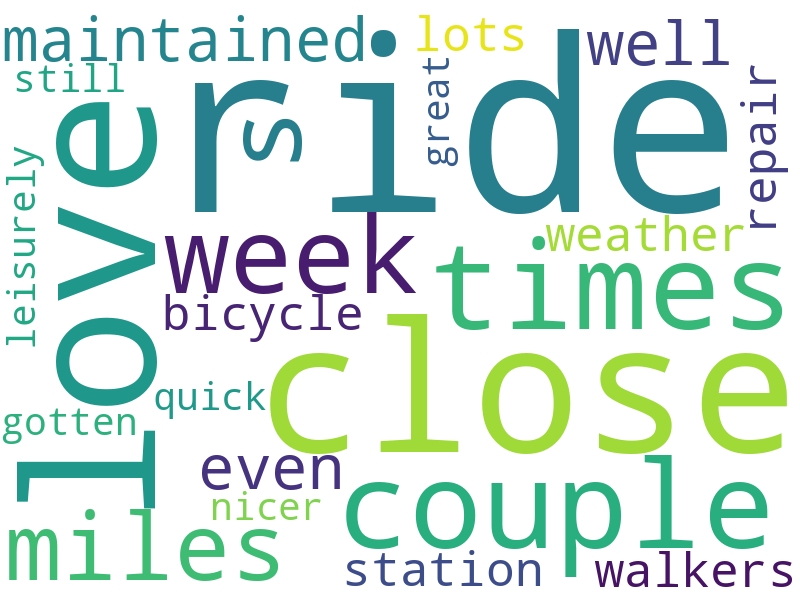 maintained
lots
well
still
great
repair
ride
s
love
leisurely
week
weather
times
bicycle
close
quick
gotten
even
nicer
couple
miles
station
walkers